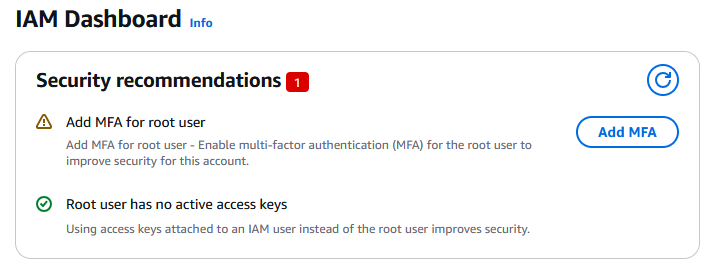 IAM Dashboard Info
Security recommendations 1
Add MFA for root user
Add MFA
Add MFA for root user - Enable multi-factor authentication (MFA) for the root user to
improve security for this account.
Root user has no active access keys
Using access keys attached to an IAM user instead of the root user improves security.